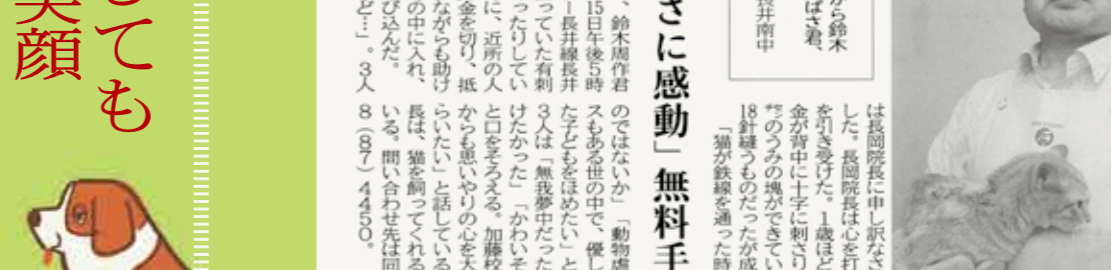 から鈴木
ばさ君、
長井南中
は長岡院長に申し訳なさ
した。長岡院長は心を打
を引き受けた。1歳ほど
金が背中に十字に刺さり
㌢のうみの塊ができてい
18針縫うものだったが成
「猫が鉄線を通った時
さに感動」無料手
、鈴木周作君
15日午後5時
ー長井線長井
っていた有刺
ったりしてい
に、近所の人
金を切り、抵
ながらも助け
の中に入れ、
び込んだ。
ど…」。3人
のではないか」「動物虐
スもある世の中で、優し
た子どもをほめたい」と
3人は「無我夢中だった
けたかった」「かわいそ
と口をそろえる。加藤校
からも思いやりの心を大
らいたい」と話している
長は、猫を飼ってくれる
いる。問い合わせ先は同
8(87)4450。
しても
笑顔